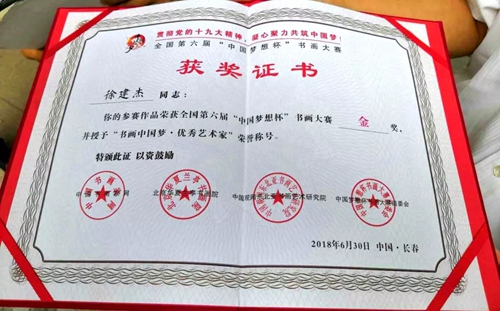 贯彻党的十九大精神，凝心聚力共筑中国梦！
全国第六届“中国梦想杯”书画大赛
获奖证书
徐建杰 同志：
你的参赛作品荣获全国第六届“中国梦想杯”书画大赛 金 奖，
并授予“书画中国梦·优秀艺术家”荣誉称号。
特颁此证 以资鼓励
2018年6月30日 中国·长春